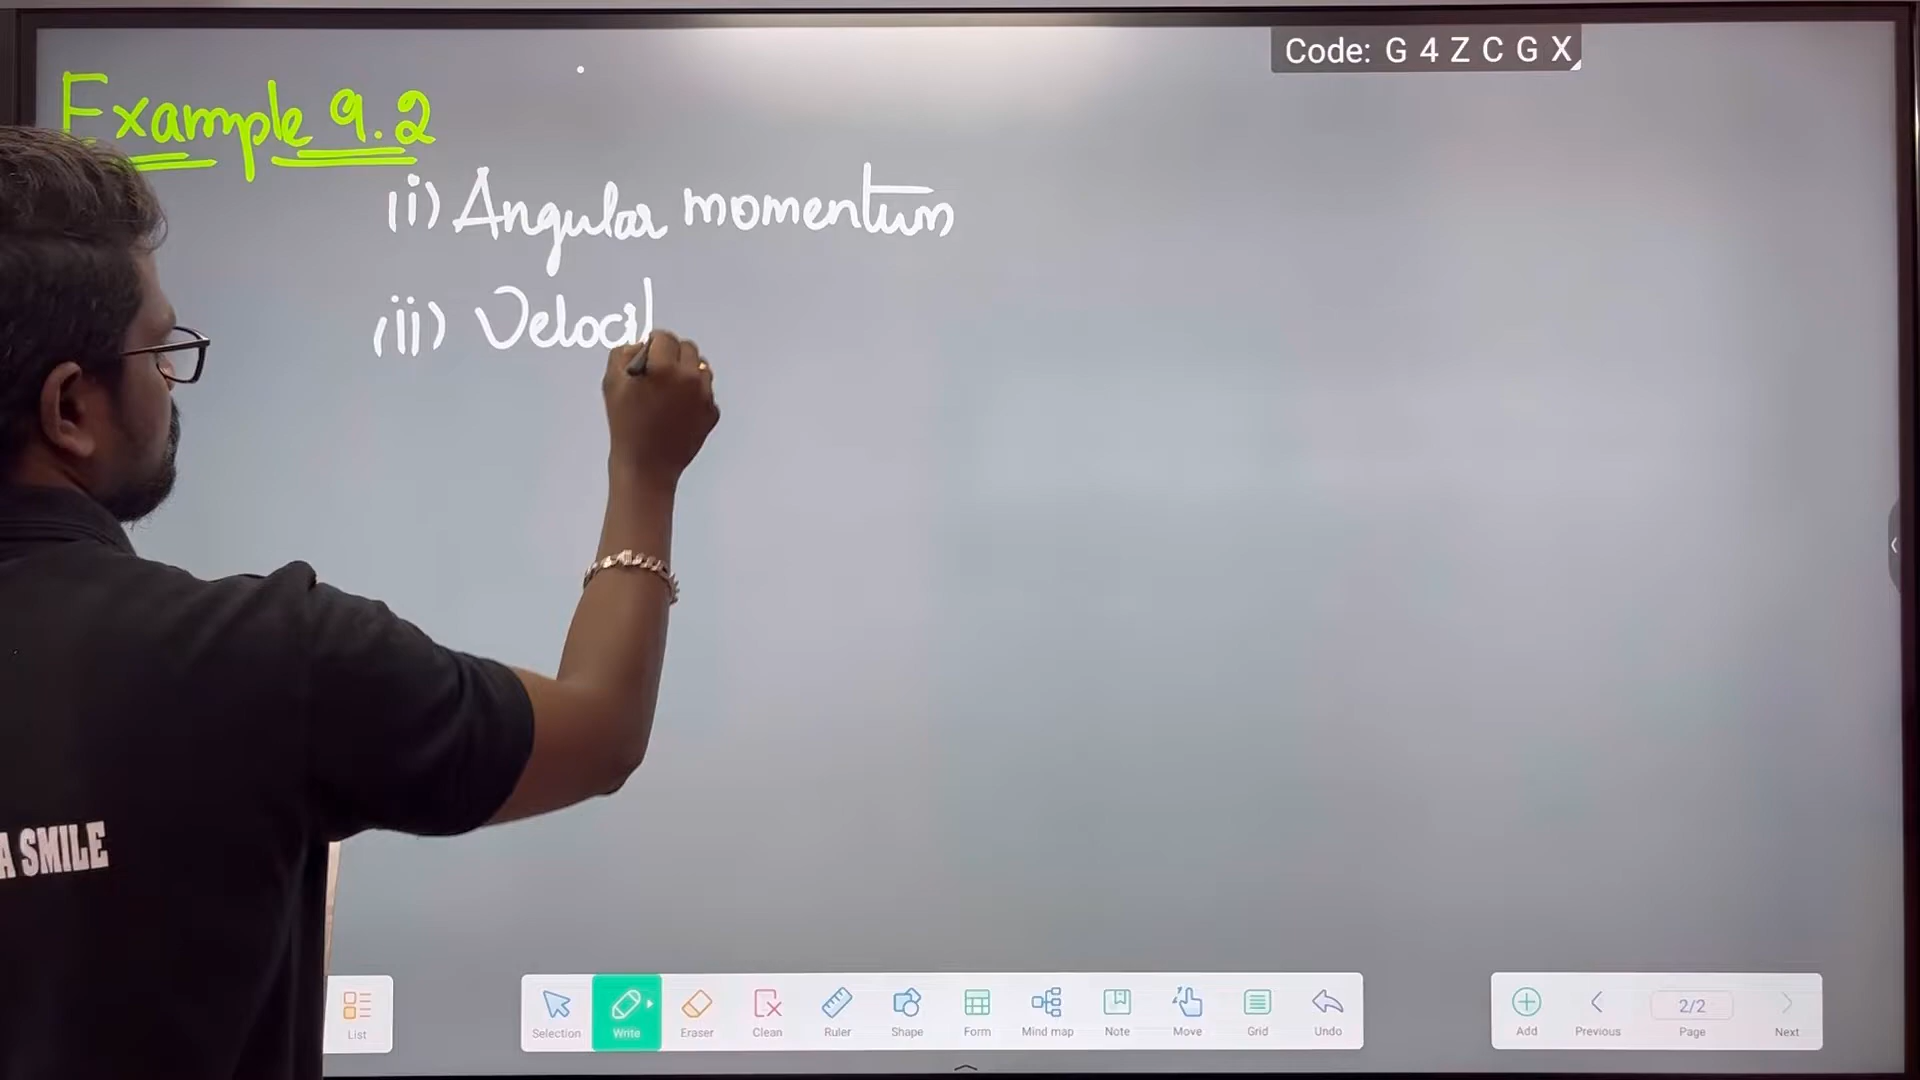 Code: G 4 Z C G X
Example 9.2
(ii) Angular momentum
(ii) Velocit
A SMILE
List
Selection
Write
Eraser
Clean
Ruler
Shape
Form
Mind map
Note
Move
Grid
Undo
Add
Previous
2/2
Page
Next